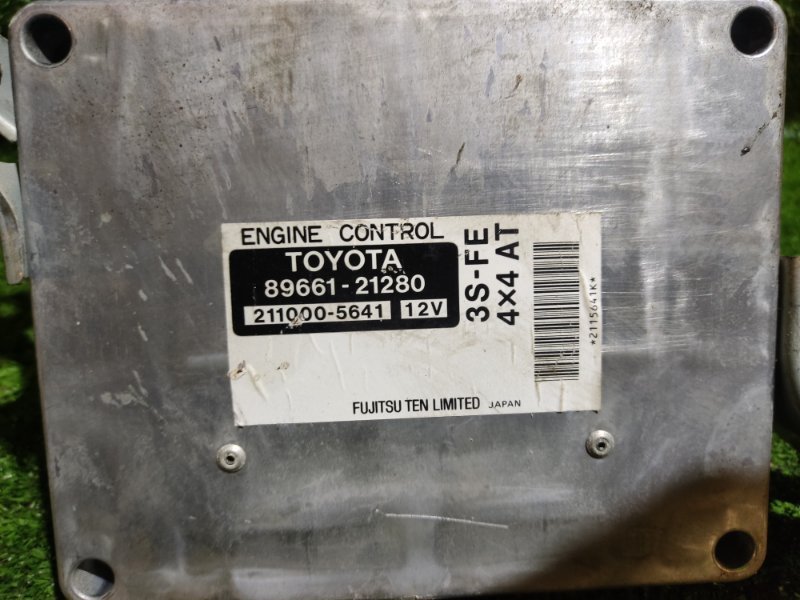 ENGINE CONTROL
TOYOTA
89661-21280
211000-5641 12V
3S-FE
4×4 AT
*2115641K*
FUJITSU TEN LIMITED JAPAN